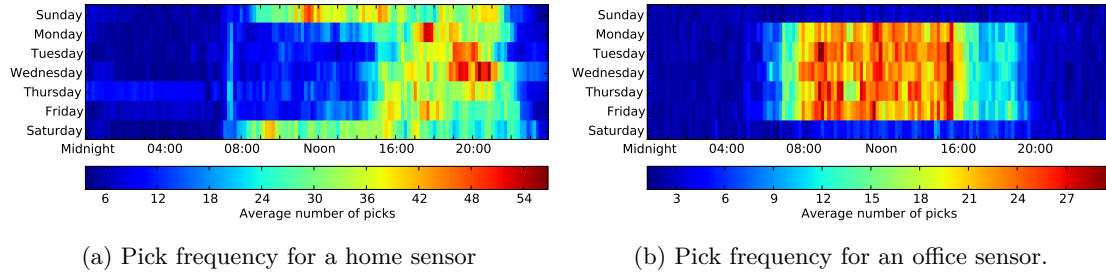 Sunday
Monday
Tuesday
Wednesday
Thursday
Friday
Saturday
Midnight 04:00 08:00 Noon 16:00 20:00
6 12 18 24 30 36 42 48 54
Average number of picks
(a) Pick frequency for a home sensor
Sunday
Monday
Tuesday
Wednesday
Thursday
Friday
Saturday
Midnight 04:00 08:00 Noon 16:00 20:00
3 6 9 12 15 18 21 24 27
Average number of picks
(b) Pick frequency for an office sensor.